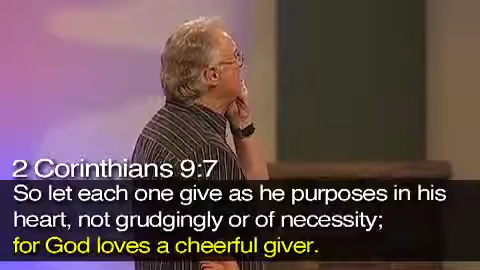 2 Corinthians 9:7
So let each one give as he purposes in his
heart, not grudgingly or of necessity;
for God loves a cheerful giver.